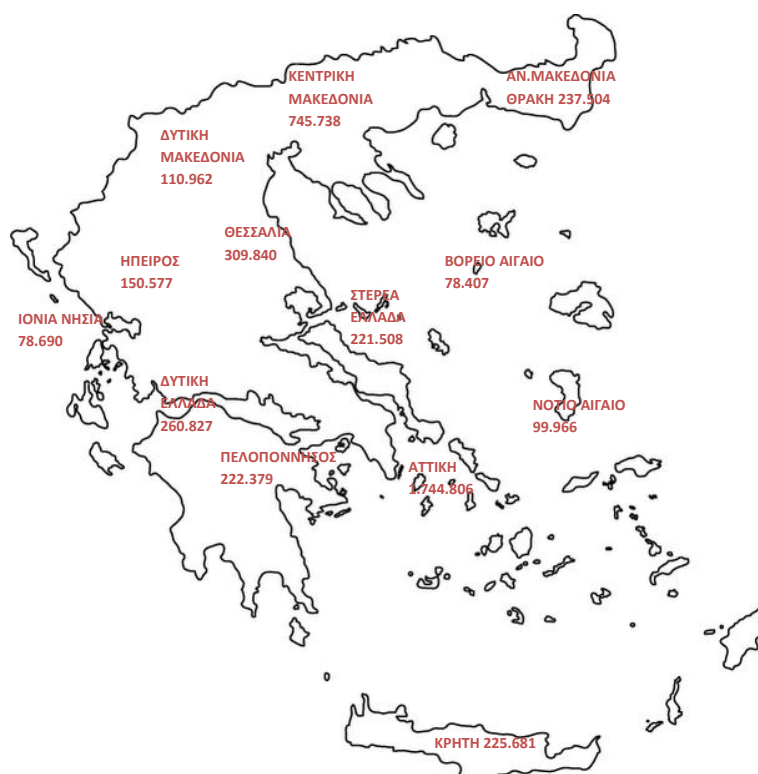 ΚΕΝΤΡΙΚΗ
ΜΑΚΕΔΟΝΙΑ
745.738
ΑΝ.ΜΑΚΕΔΟΝΙΑ
ΘΡΑΚΗ 237.504
ΔΥΤΙΚΗ
ΜΑΚΕΔΟΝΙΑ
110.962
ΘΕΣΣΑΛΙΑ
309.840
ΗΠΕΙΡΟΣ
150.577
ΒΟΡΕΙΟ ΑΙΓΑΙΟ
78.407
ΣΤΕΡΕΑ
ΕΛΛΑΔΑ
221.508
ΙΟΝΙΑ ΝΗΣΙΑ
78.690
ΔΥΤΙΚΗ
ΕΛΛΑΔΑ
260.827
ΝΟΤΙΟ ΑΙΓΑΙΟ
99.966
ΠΕΛΟΠΟΝΝΗΣΟΣ
222.379
ΑΤΤΙΚΗ
1.744.806
ΚΡΗΤΗ 225.681